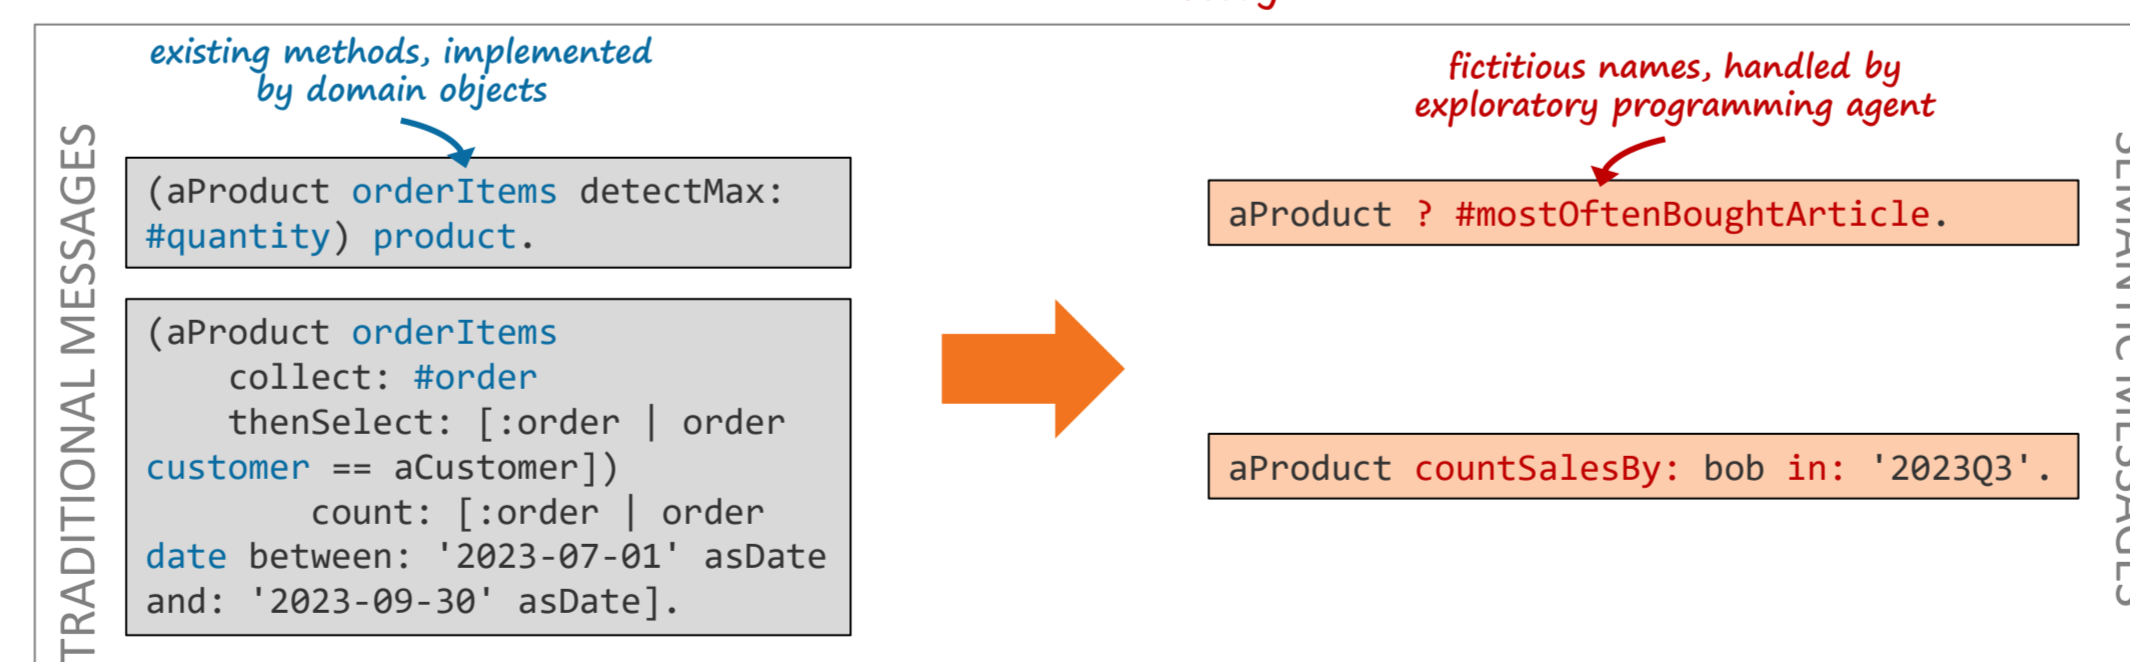 existing methods, implemented
by domain objects
fictitious names, handled by
exploratory programming agent
TRADITIONAL MESSAGES
(aProduct orderItems detectMax:
#quantity) product.
(aProduct orderItems
    collect: #order
    thenSelect: [:order | order
customer == aCustomer])
        count: [:order | order
date between: '2023-07-01' asDate
and: '2023-09-30' asDate].
aProduct ? #mostOftenBoughtArticle.
aProduct countSalesBy: bob in: '2023Q3'.
SEMANTIC MESSAGES